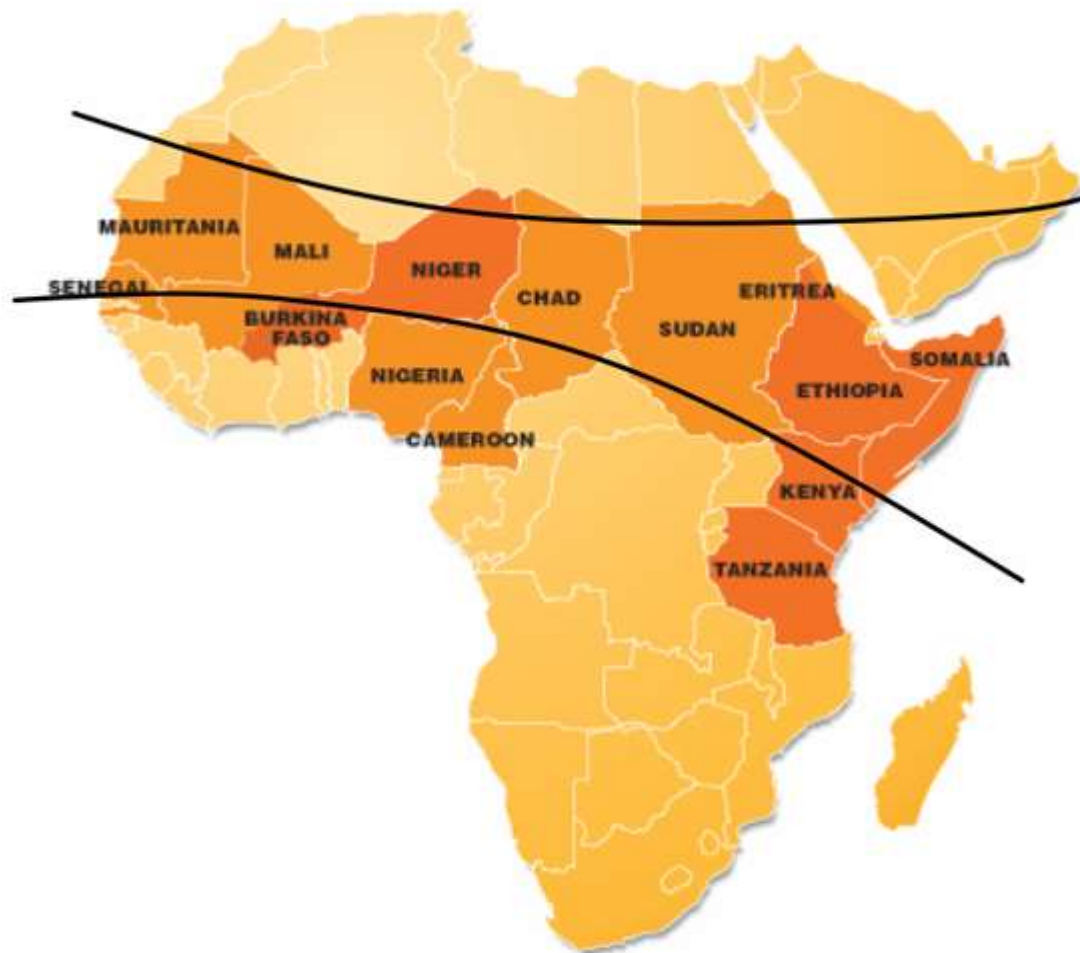 MAURITANIA
MALI
NIGER
CHAD
SENEGAL
BURKINA
FASO
SUDAN
ERITREA
SOMALIA
NIGERIA
ETHIOPIA
CAMEROON
KENYA
TANZANIA